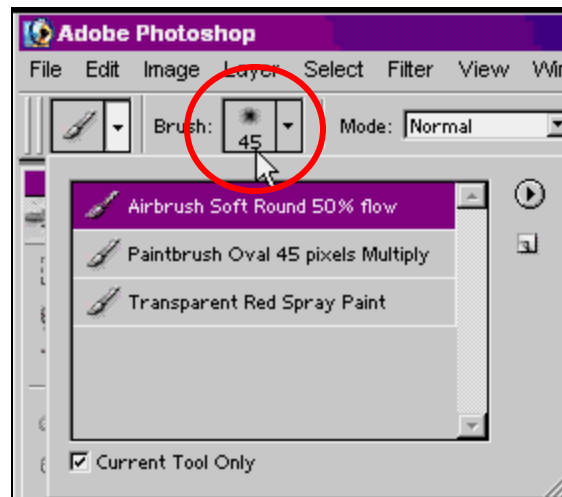 Adobe Photoshop
File Edit Image Layer Select Filter View
Brush: 45 Mode: Normal
Airbrush Soft Round 50% flow
Paintbrush Oval 45 pixels Multiply
Transparent Red Spray Paint
Current Tool Only